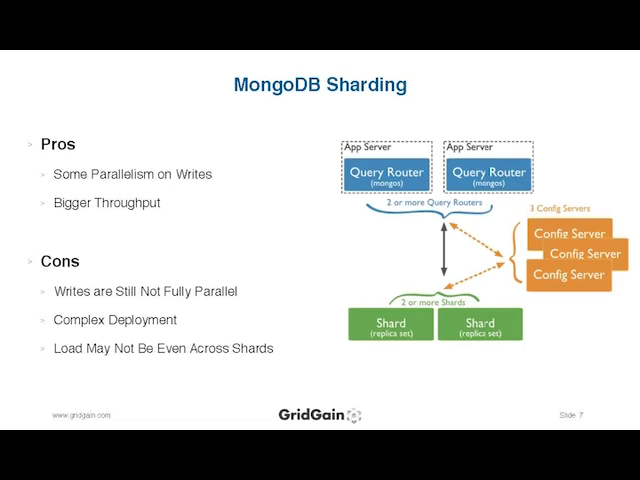 MongoDB Sharding
> Pros
> Some Parallelism on Writes
> Bigger Throughput
> Cons
> Writes are Still Not Fully Parallel
> Complex Deployment
> Load May Not Be Even Across Shards
App Server
App Server
Query Router
(mongos)
Query Router
(mongos)
2 or more Query Routers
3 Config Servers
Config Server
Config Server
Config Server
2 or more Shards
Shard
(replica set)
Shard
(replica set)
www.gridgain.com
GridGain
Slide 7